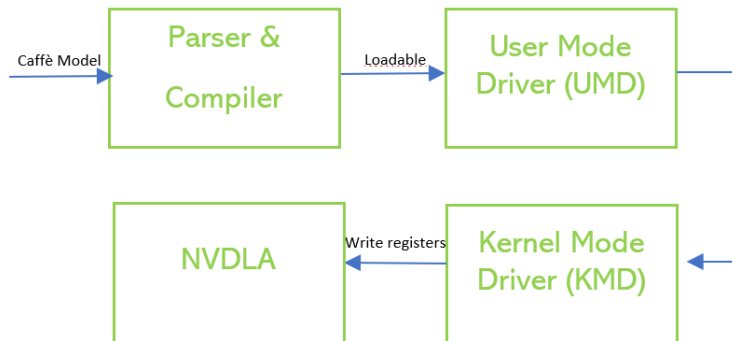 Caffè Model
Parser &
Compiler
Loadable
User Mode
Driver (UMD)
NVDLA
Write registers
Kernel Mode
Driver (KMD)